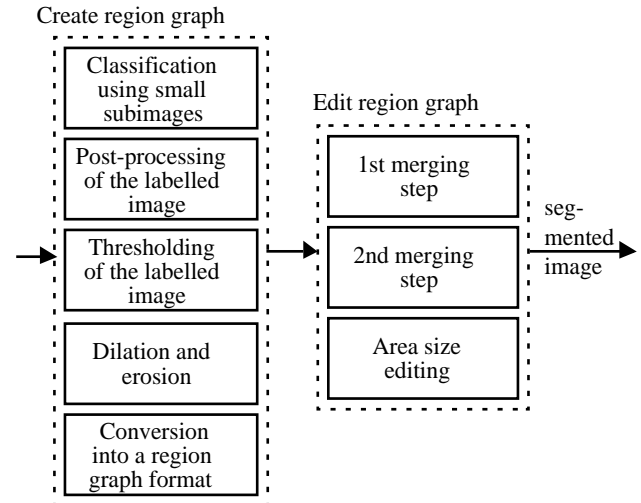 Create region graph
Classification
using small
subimages
Post-processing
of the labelled
image
Thresholding
of the labelled
image
Dilation and
erosion
Conversion
into a region
graph format
Edit region graph
1st merging
step
2nd merging
step
Area size
editing
seg-
mented
image